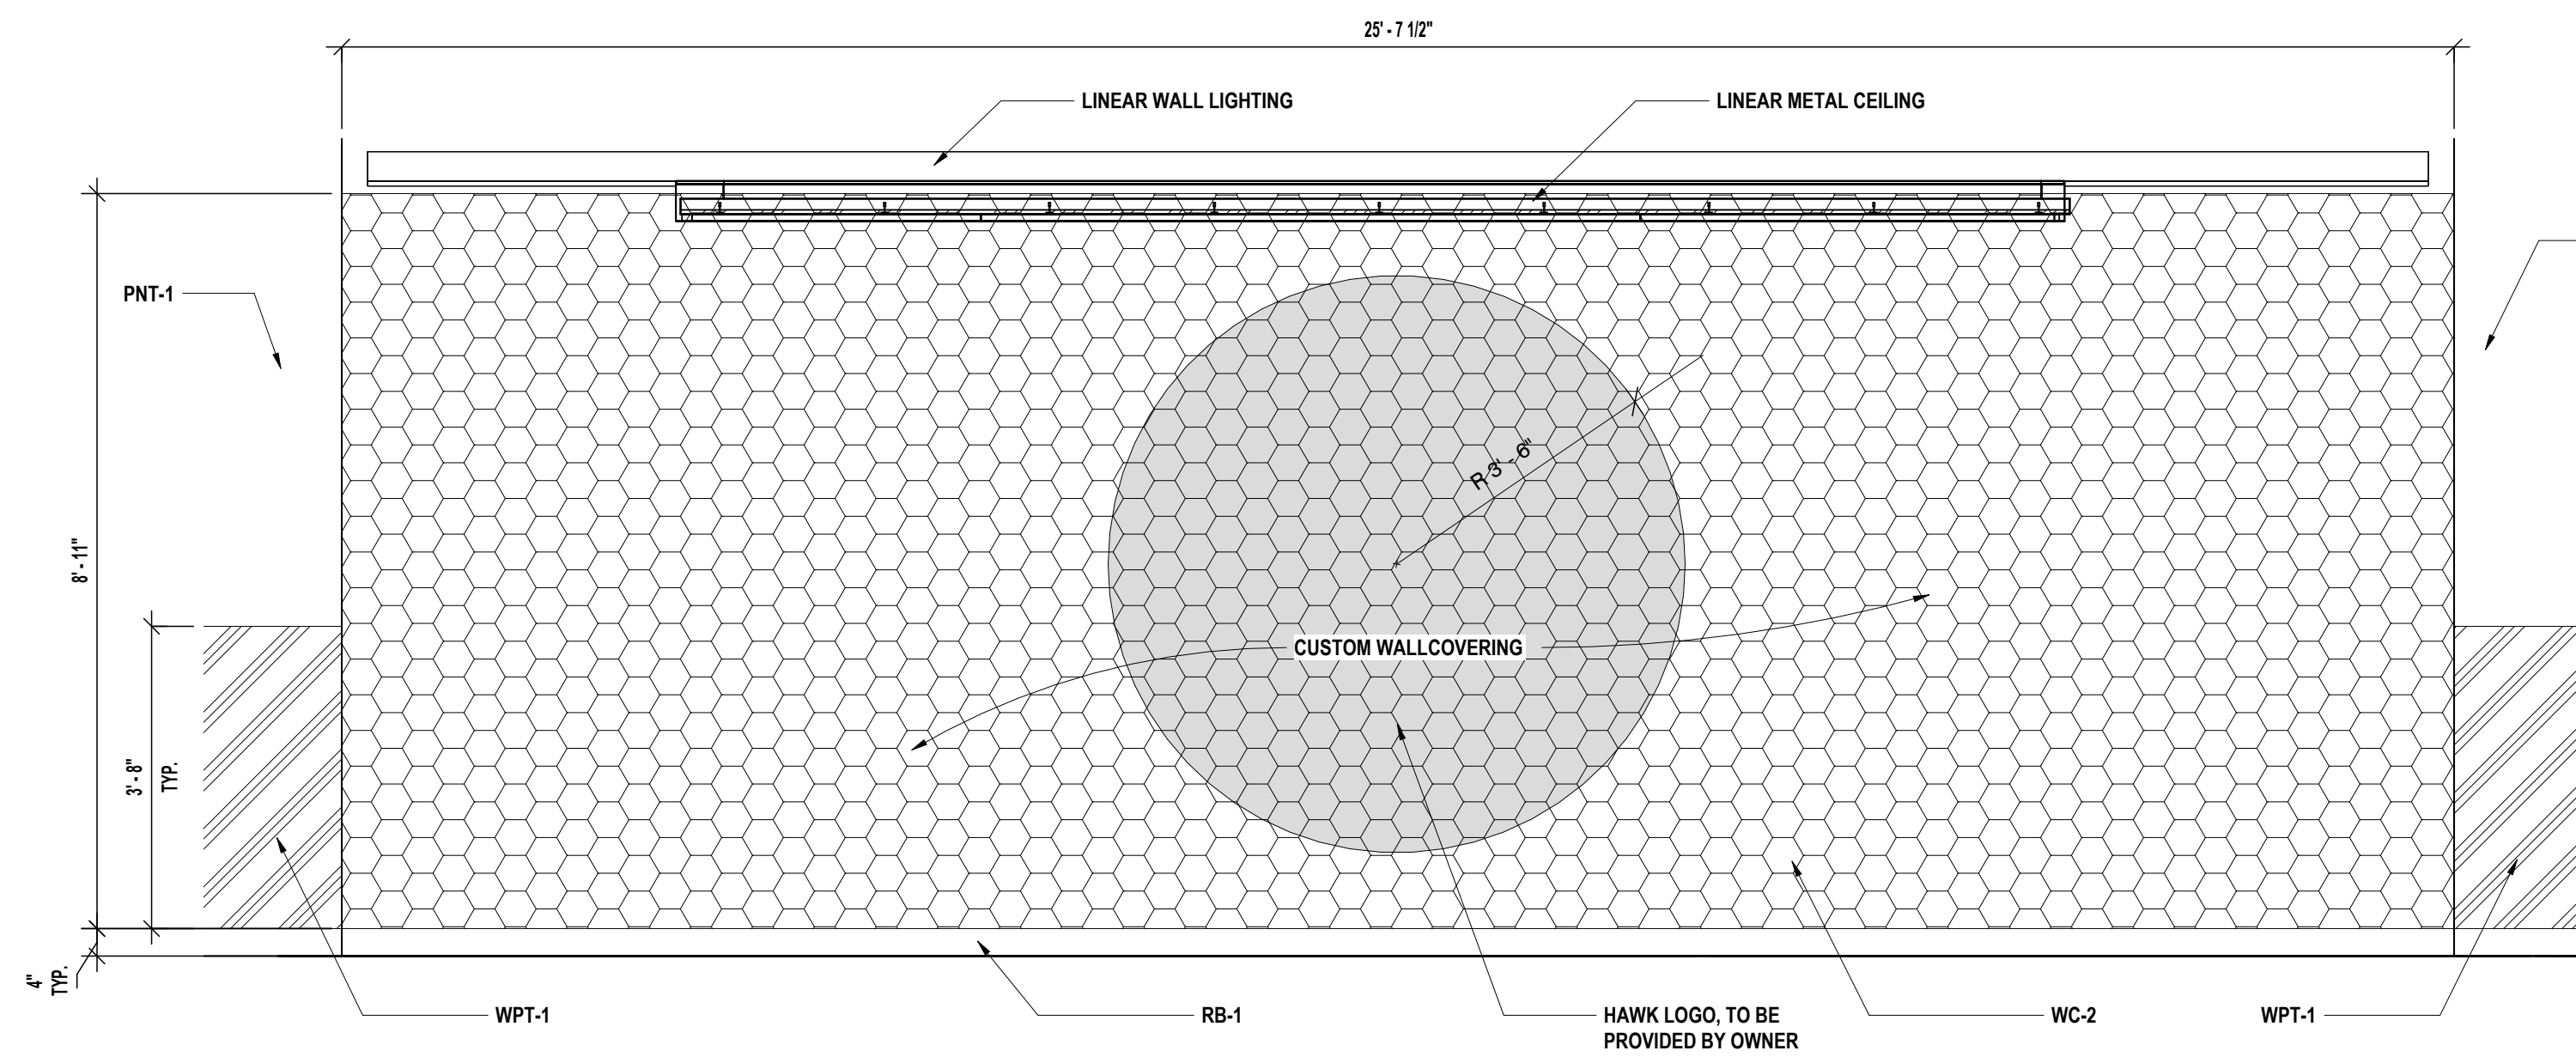 25' - 7 1/2"
LINEAR WALL LIGHTING
LINEAR METAL CEILING
PNT-1
R 3' - 6"
8' - 11"
CUSTOM WALLCOVERING
3' - 8"
TYP.
4"
TYP.
WPT-1
RB-1
HAWK LOGO, TO BE
PROVIDED BY OWNER
WC-2
WPT-1